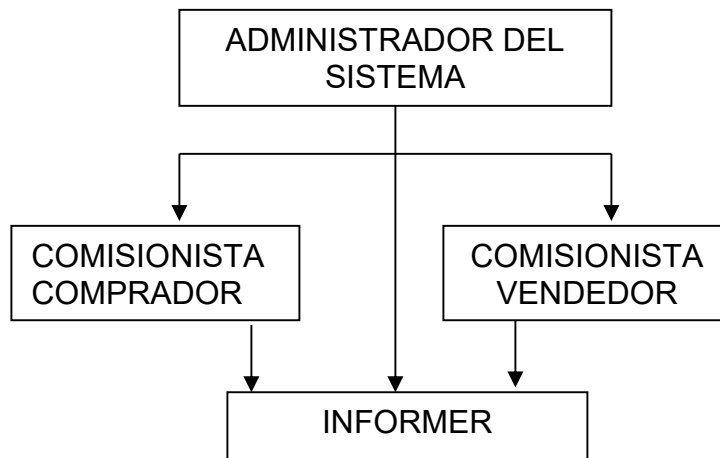 ADMINISTRADOR DEL
SISTEMA
COMISIONISTA
COMPRADOR
COMISIONISTA
VENDEDOR
INFORMER